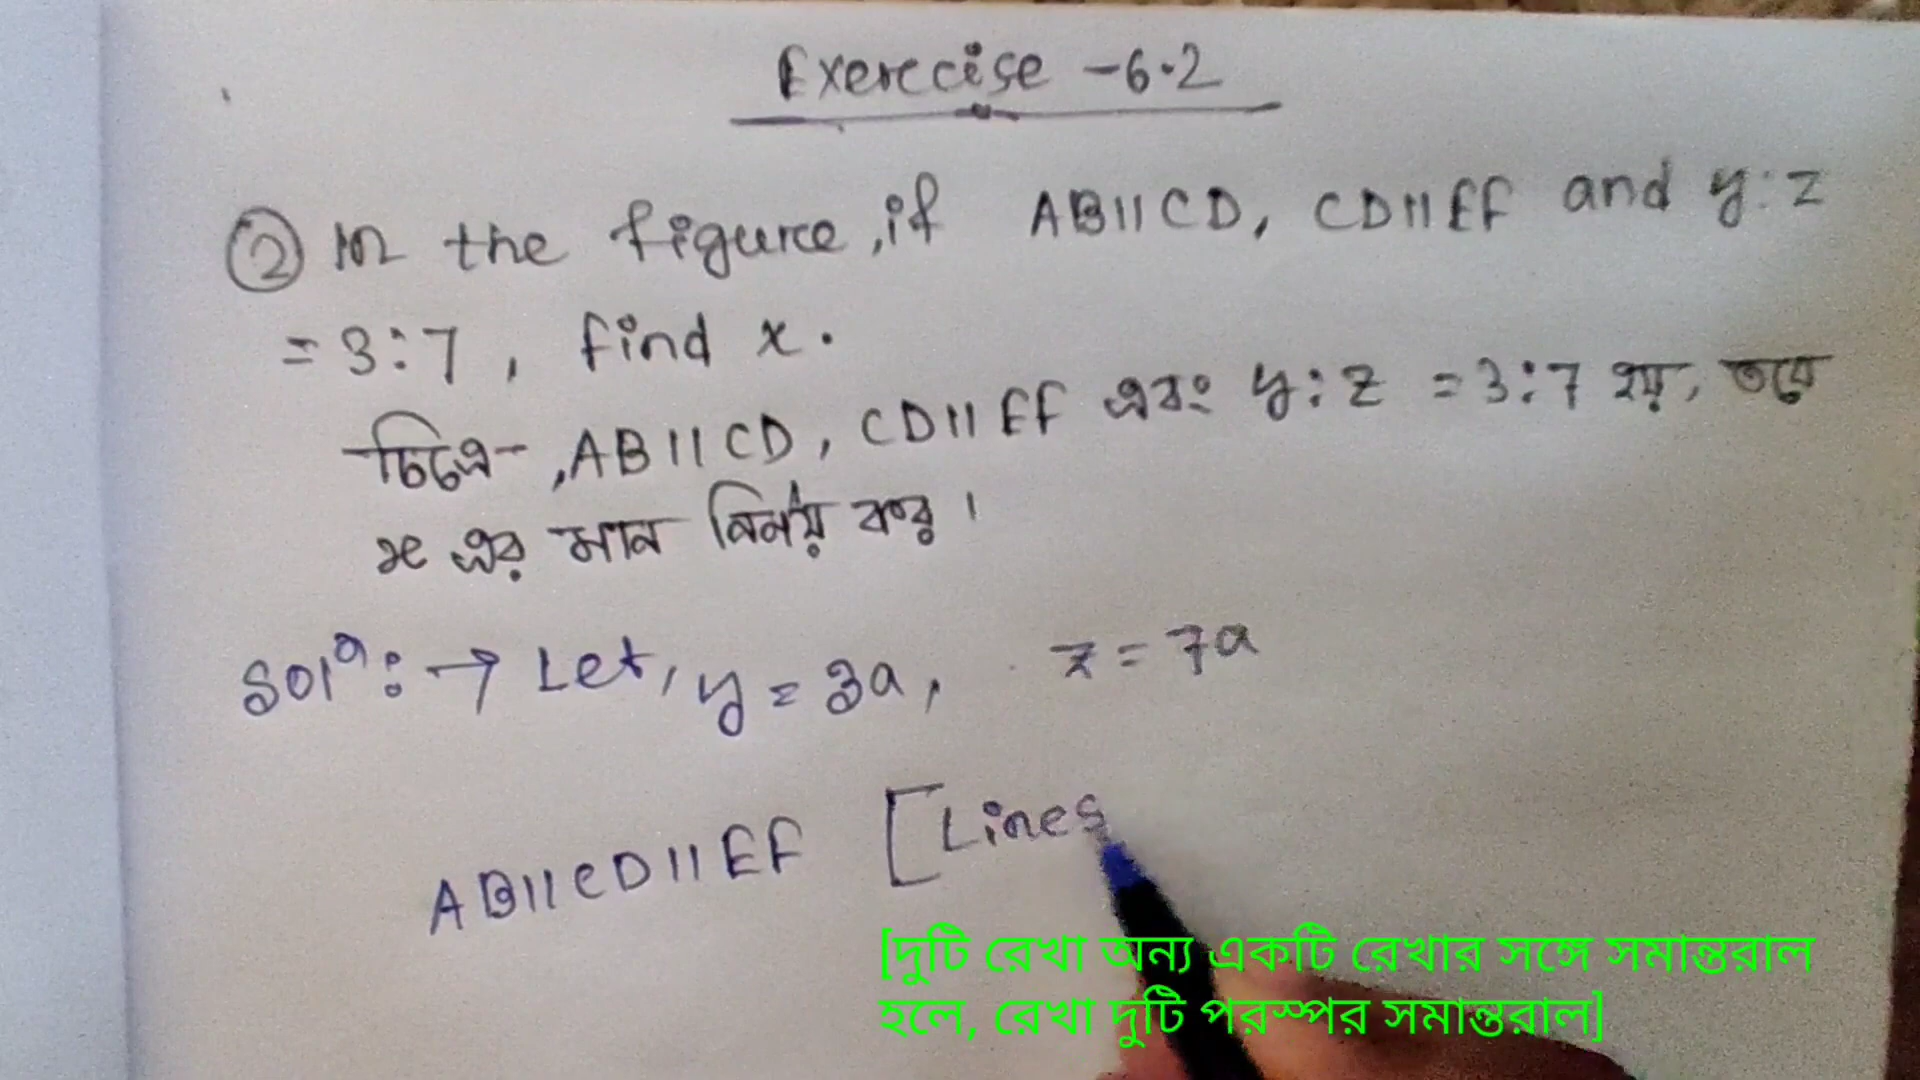 Exercise - 6.2
② In the figure, if AB||CD, CD||EF and y:z
= 3:7, find x.
চিত্রে, AB||CD, CD||EF এবং y:z = 3:7 হয়, তবে
x এর মান নির্ণয় কর।
Solⁿ: → Let, y = 3a, z = 7a
AB||CD||EF [Lines
[দুটি রেখা অন্য একটি রেখার সঙ্গে সমান্তরাল
হলে, রেখা দুটি পরস্পর সমান্তরাল]